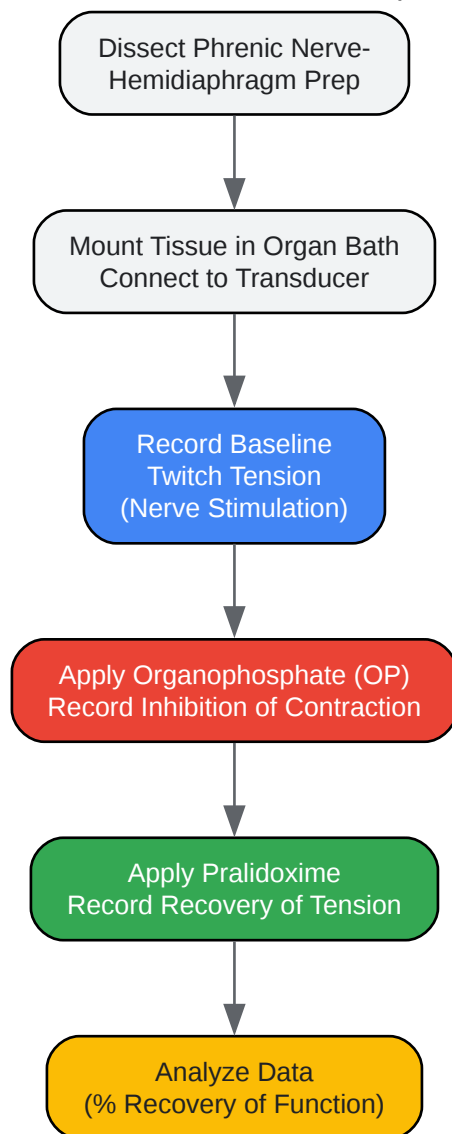 Dissect Phrenic Nerve-
Hemidiaphragm Prep
Mount Tissue in Organ Bath
Connect to Transducer
Record Baseline
Twitch Tension
(Nerve Stimulation)
Apply Organophosphate (OP)
Record Inhibition of Contraction
Apply Pralidoxime
Record Recovery of Tension
Analyze Data
(% Recovery of Function)